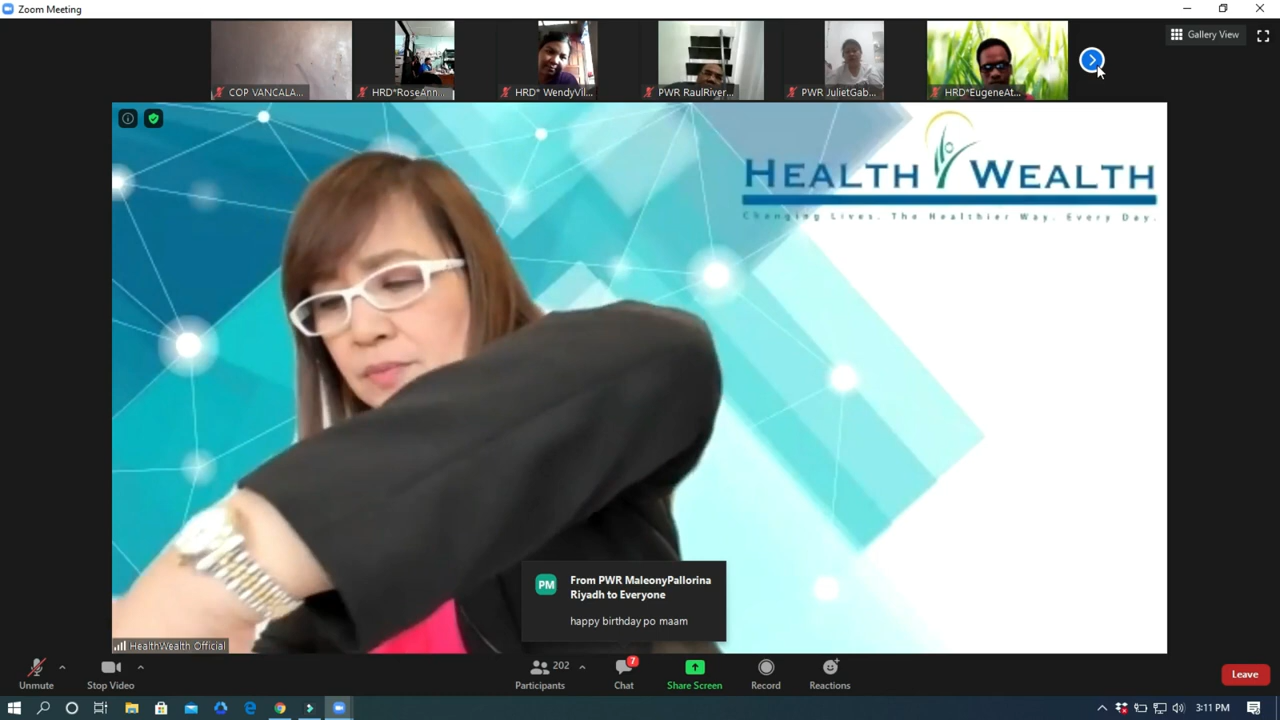 Zoom Meeting
Gallery View
COP VANCALA...
HRD*RoseAnn...
HRD* WendyVil...
PWR RaulRiver...
PWR JulietGab...
HRD*EugeneAt...
HEALTH WEALTH
Changing Lives. The Healthier Way. Every Day.
PM
From PWR MaleonyPallorina
Riyadh to Everyone
happy birthday po maam
HealthWealth Official
Unmute
Stop Video
202
Participants
7
Chat
Share Screen
Record
Reactions
Leave
3:11 PM